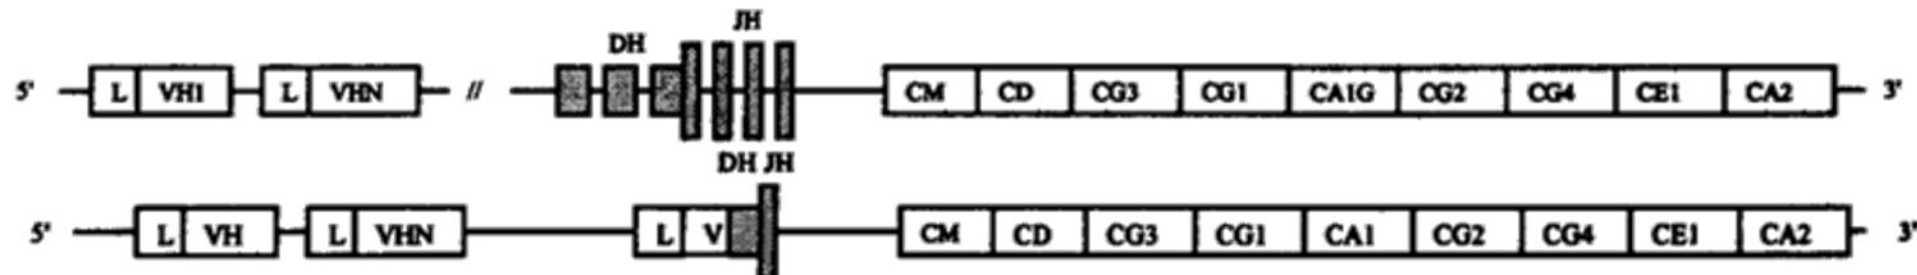 JH
DH
5' L VH1 L VHN // CM CD CG3 CG1 CA1G CG2 CG4 CE1 CA2 3'
DH JH
5' L VH L VHN L V CM CD CG3 CG1 CA1 CG2 CG4 CE1 CA2 3'